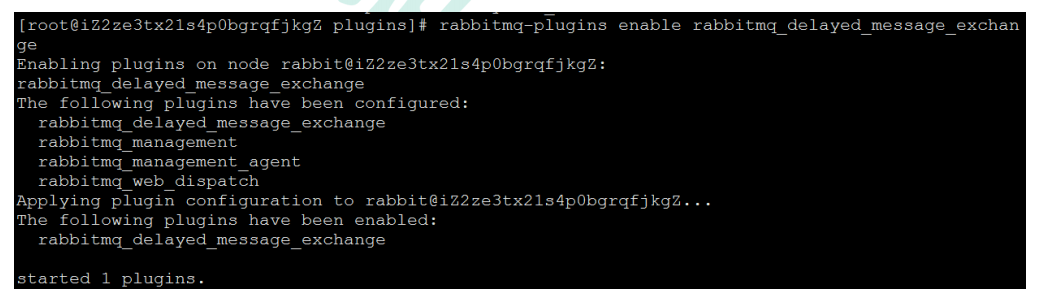 [root@iZ2ze3tx21s4p0bgrqfjkgZ plugins]# rabbitmq-plugins enable rabbitmq_delayed_message_exchan
ge
Enabling plugins on node rabbit@iZ2ze3tx21s4p0bgrqfjkgZ:
rabbitmq_delayed_message_exchange
The following plugins have been configured:
  rabbitmq_delayed_message_exchange
  rabbitmq_management
  rabbitmq_management_agent
  rabbitmq_web_dispatch
Applying plugin configuration to rabbit@iZ2ze3tx21s4p0bgrqfjkgZ...
The following plugins have been enabled:
  rabbitmq_delayed_message_exchange
started 1 plugins.